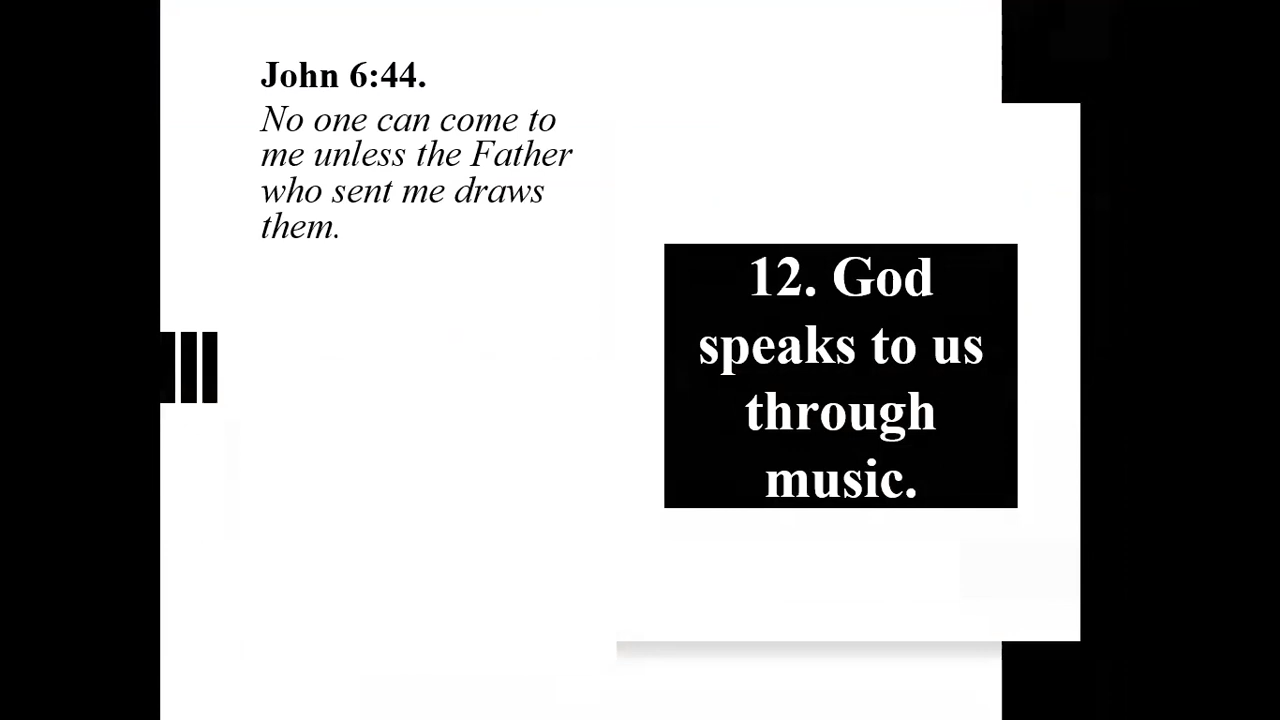 John 6:44.
No one can come to
me unless the Father
who sent me draws
them.
12. God
speaks to us
through
music.